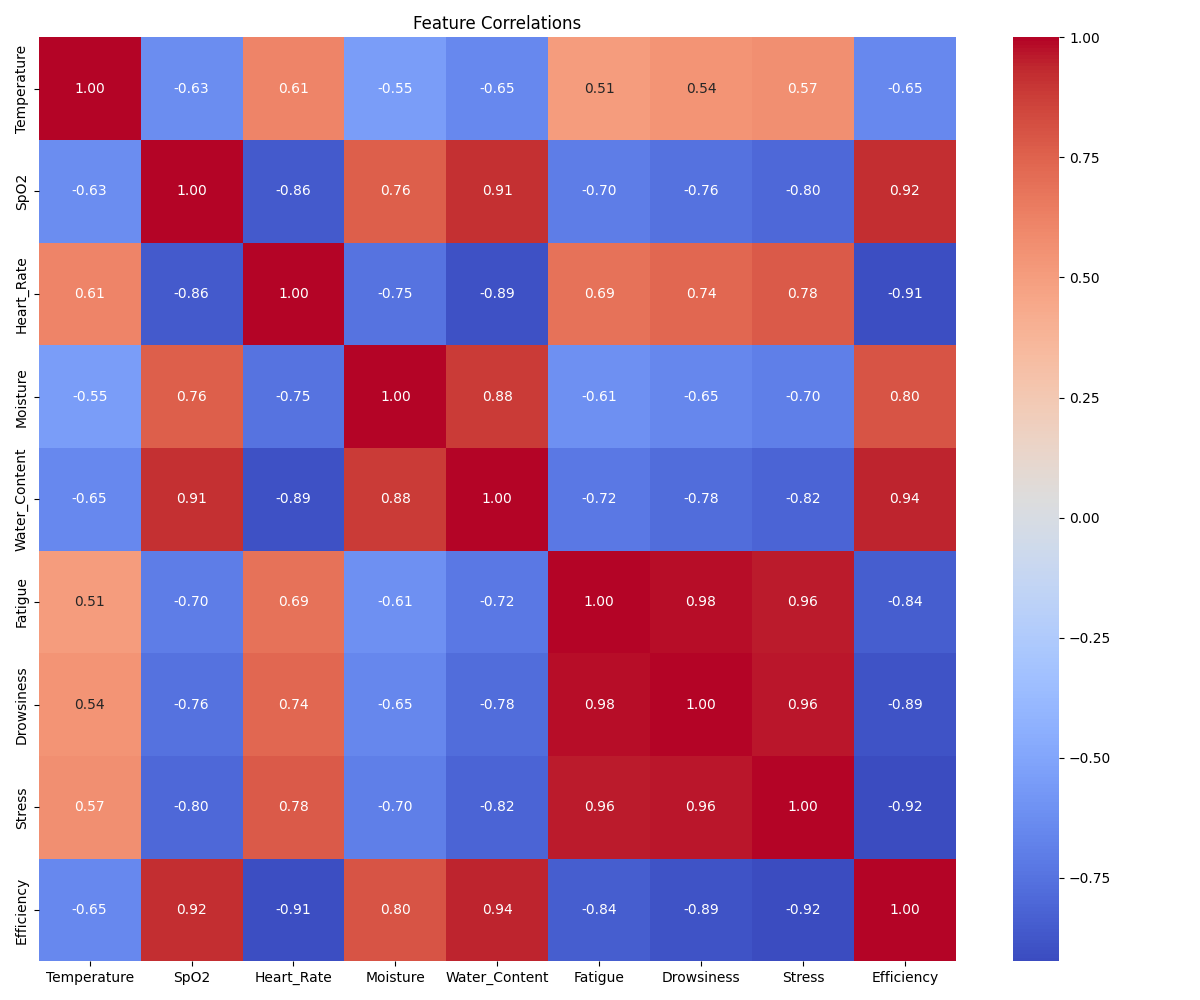 Feature Correlations
Temperature 1.00 -0.63 0.61 -0.55 -0.65 0.51 0.54 0.57 -0.65
SpO2 -0.63 1.00 -0.86 0.76 0.91 -0.70 -0.76 -0.80 0.92
Heart_Rate 0.61 -0.86 1.00 -0.75 -0.89 0.69 0.74 0.78 -0.91
Moisture -0.55 0.76 -0.75 1.00 0.88 -0.61 -0.65 -0.70 0.80
Water_Content -0.65 0.91 -0.89 0.88 1.00 -0.72 -0.78 -0.82 0.94
Fatigue 0.51 -0.70 0.69 -0.61 -0.72 1.00 0.98 0.96 -0.84
Drowsiness 0.54 -0.76 0.74 -0.65 -0.78 0.98 1.00 0.96 -0.89
Stress 0.57 -0.80 0.78 -0.70 -0.82 0.96 0.96 1.00 -0.92
Efficiency -0.65 0.92 -0.91 0.80 0.94 -0.84 -0.89 -0.92 1.00
Temperature SpO2 Heart_Rate Moisture Water_Content Fatigue Drowsiness Stress Efficiency
1.00
0.75
0.50
0.25
0.00
−0.25
−0.50
−0.75